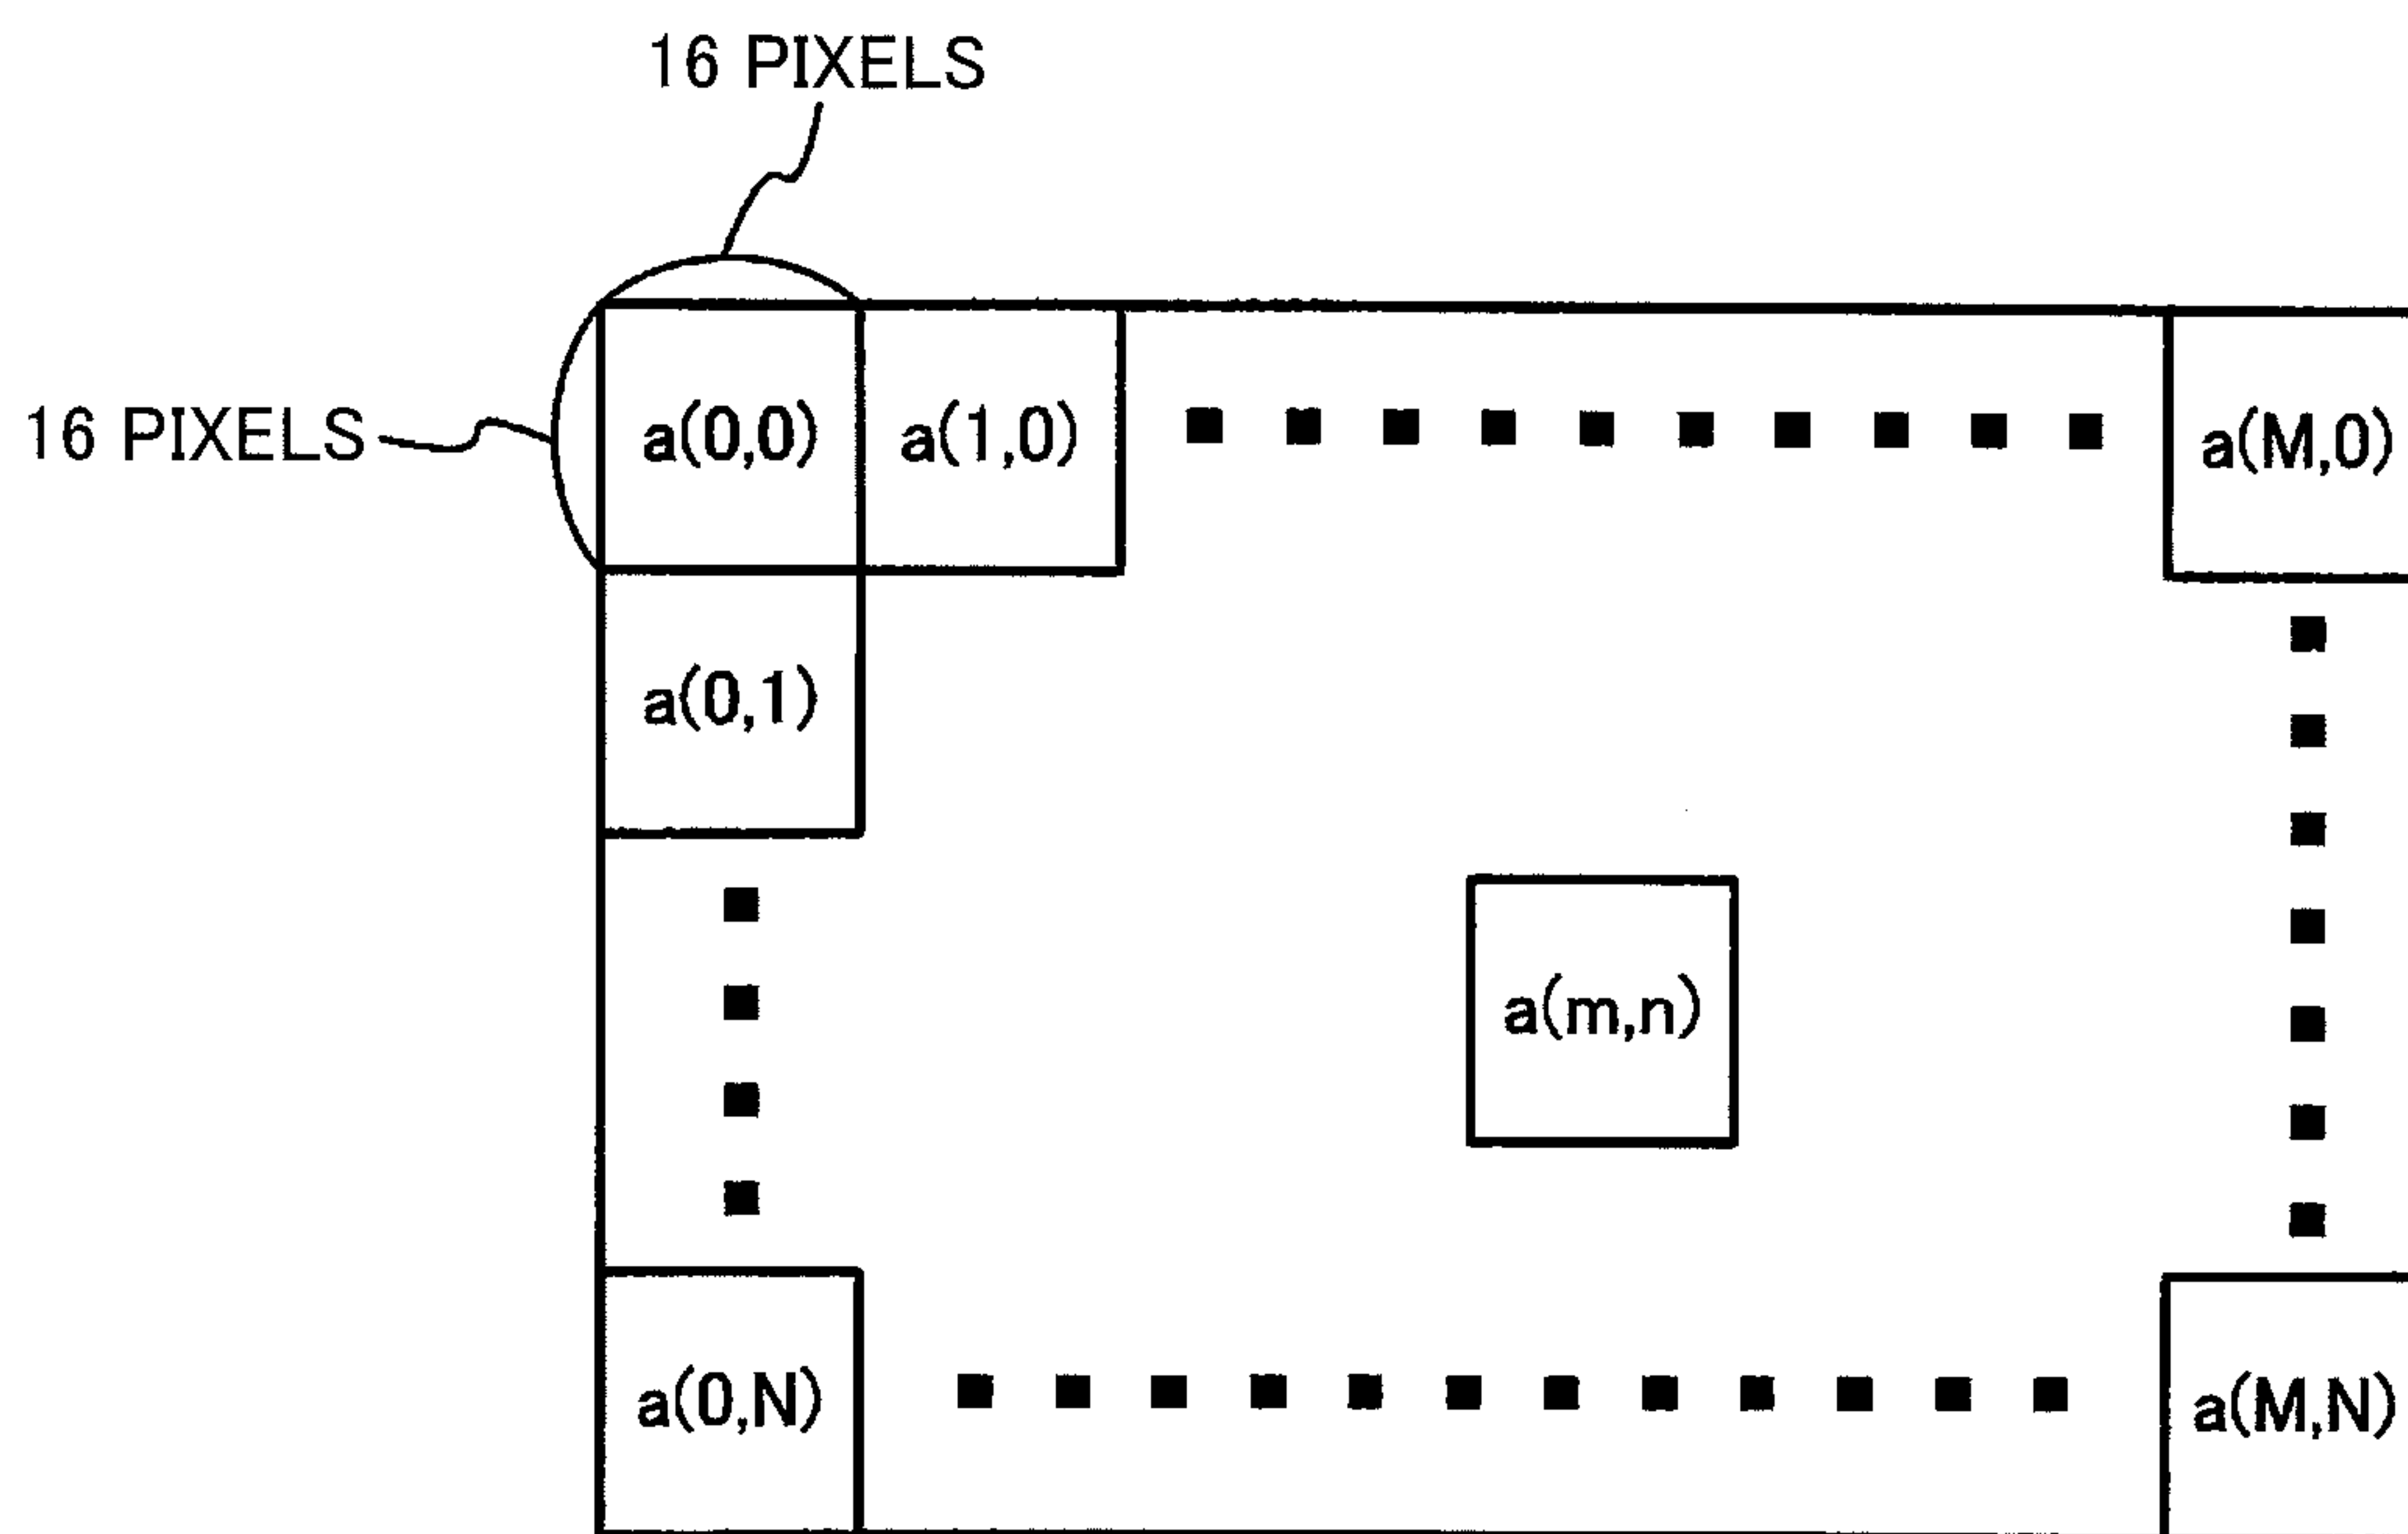 16 PIXELS
16 PIXELS
a(0,0) a(1,0) a(M,0)
a(0,1)
a(m,n)
a(0,N) a(M,N)